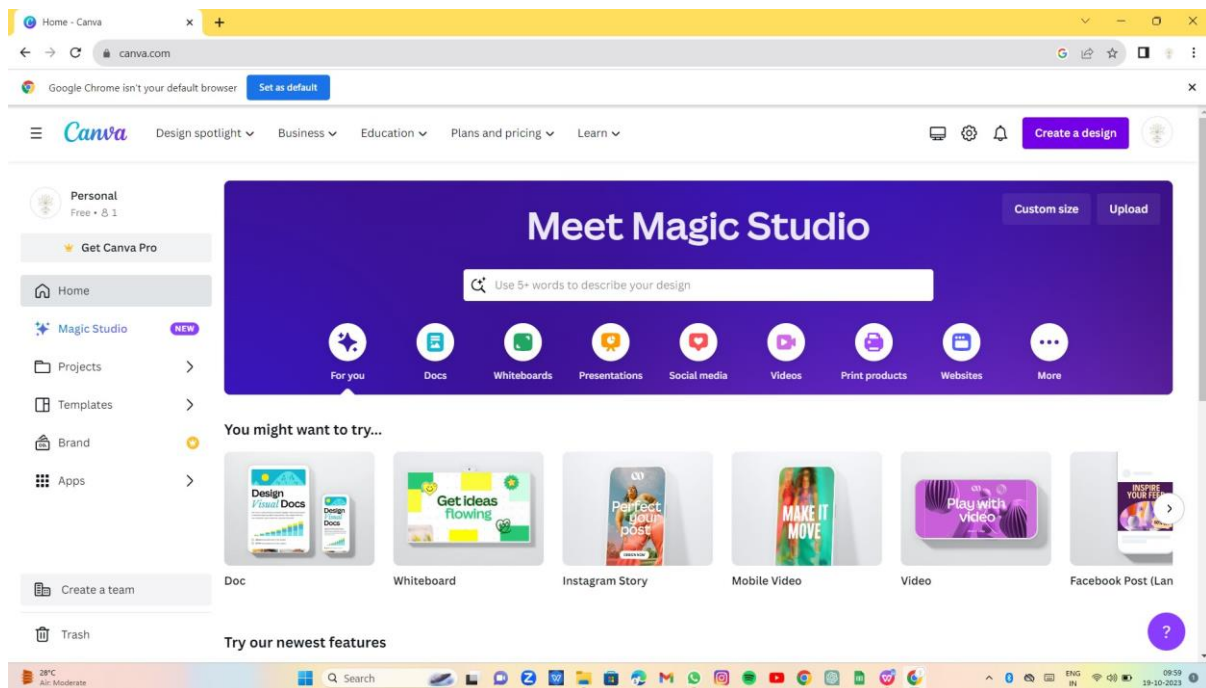 Home - Canva
canva.com
Google Chrome isn't your default browser
Set as default
Canva
Design spotlight
Business
Education
Plans and pricing
Learn
Create a design
Personal
Free • 1
Get Canva Pro
Home
Magic Studio
NEW
Projects
Templates
Brand
Apps
Create a team
Trash
Meet Magic Studio
Custom size
Upload
Use 5+ words to describe your design
For you
Docs
Whiteboards
Presentations
Social media
Videos
Print products
Websites
More
You might want to try...
Design
Visual Docs
Design
Visual
Docs
Get ideas
flowing
Perfect
your
post
MAKE IT
MOVE
Play with
video
INSPIRE
YOUR FEED
Doc
Whiteboard
Instagram Story
Mobile Video
Video
Facebook Post (Lan
Try our newest features
?
28°C
Air: Moderate
Search
ENG
IN
09:59
19-10-2023